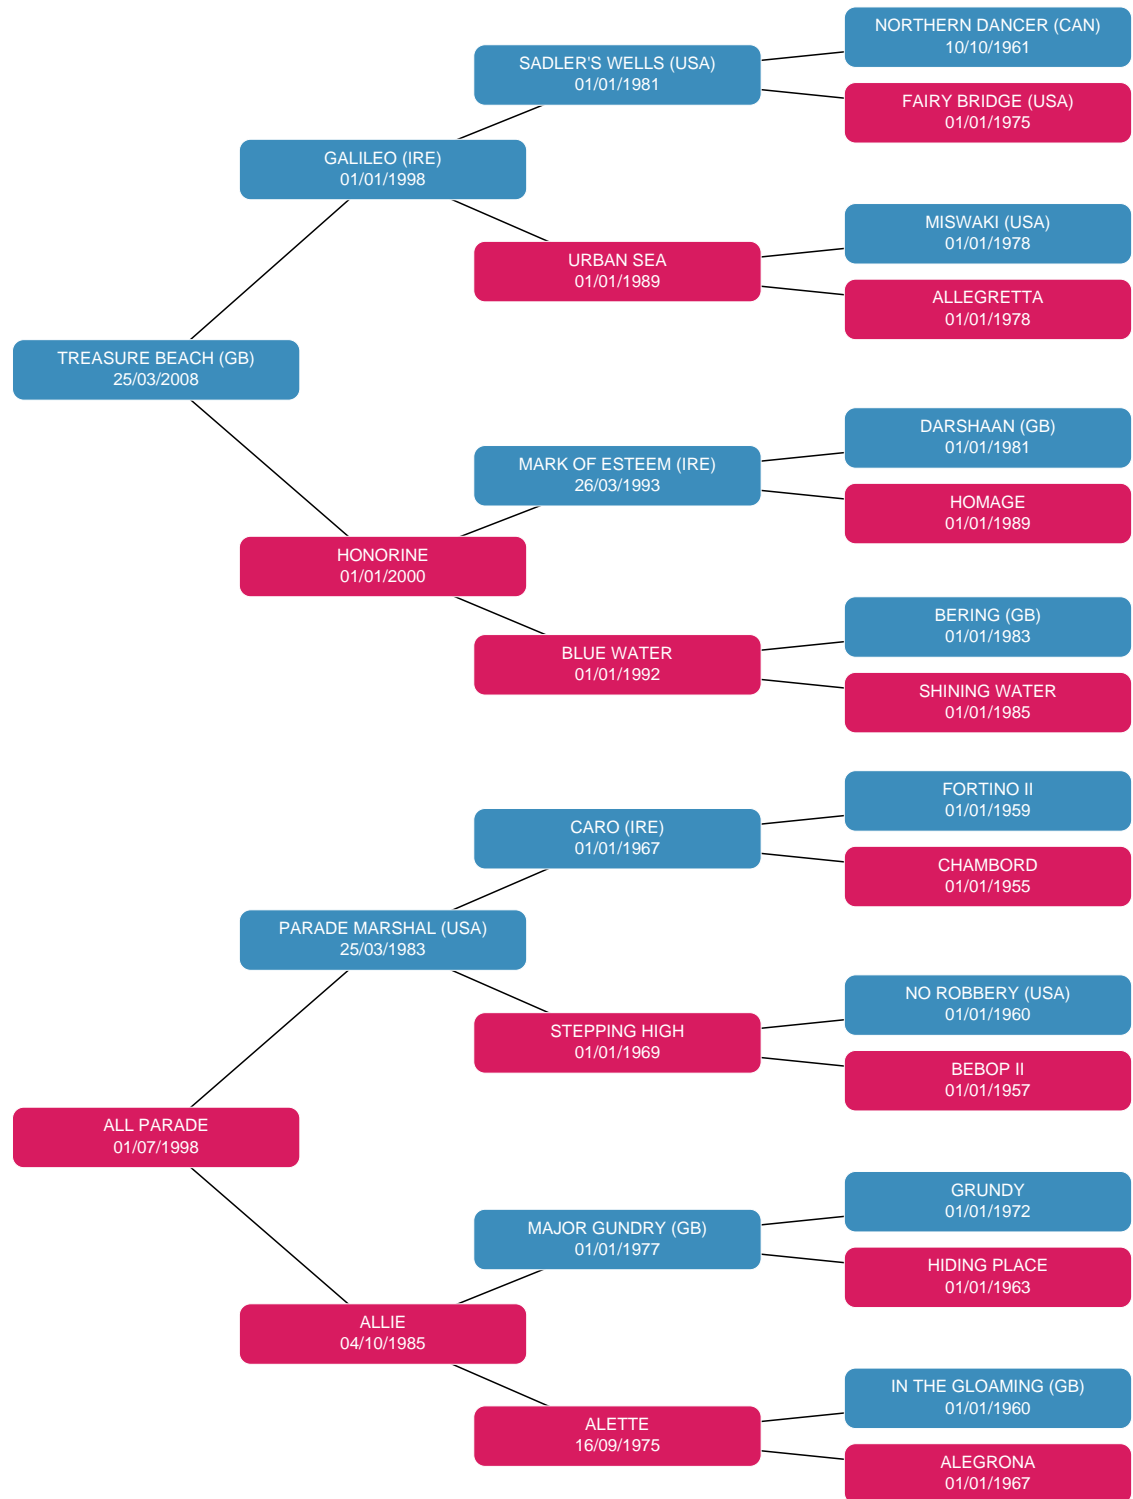 NORTHERN DANCER (CAN)
10/10/1961
SADLER'S WELLS (USA)
01/01/1981
FAIRY BRIDGE (USA)
01/01/1975
GALILEO (IRE)
01/01/1998
MISWAKI (USA)
01/01/1978
URBAN SEA
01/01/1989
ALLEGRETTA
01/01/1978
TREASURE BEACH (GB)
25/03/2008
DARSHAAN (GB)
01/01/1981
MARK OF ESTEEM (IRE)
26/03/1993
HOMAGE
01/01/1989
HONORINE
01/01/2000
BERING (GB)
01/01/1983
BLUE WATER
01/01/1992
SHINING WATER
01/01/1985
FORTINO II
01/01/1959
CARO (IRE)
01/01/1967
CHAMBORD
01/01/1955
PARADE MARSHAL (USA)
25/03/1983
NO ROBBERY (USA)
01/01/1960
STEPPING HIGH
01/01/1969
BEBOP II
01/01/1957
ALL PARADE
01/07/1998
GRUNDY
01/01/1972
MAJOR GUNDRY (GB)
01/01/1977
HIDING PLACE
01/01/1963
ALLIE
04/10/1985
IN THE GLOAMING (GB)
01/01/1960
ALETTE
16/09/1975
ALEGRONA
01/01/1967